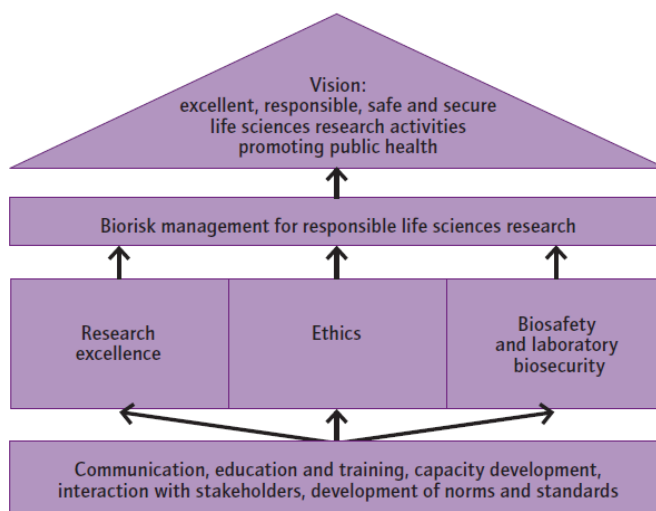 Vision:
excellent, responsible, safe and secure
life sciences research activities
promoting public health
Biorisk management for responsible life sciences research
Research
excellence
Ethics
Biosafety
and laboratory
biosecurity
Communication, education and training, capacity development,
interaction with stakeholders, development of norms and standards